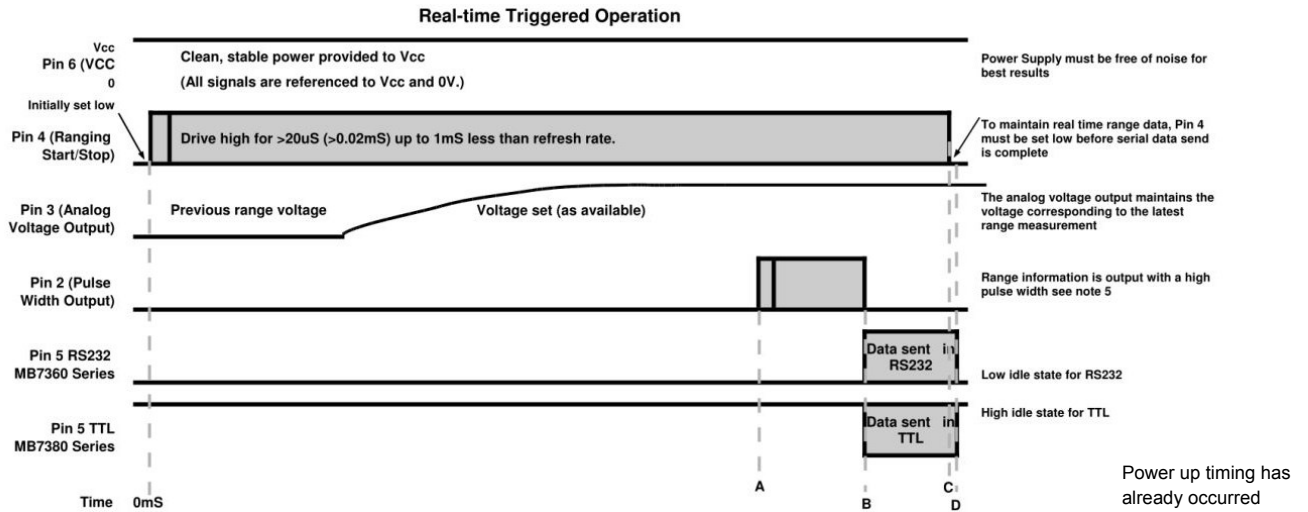 Real-time Triggered Operation
Vcc
Pin 6 (VCC
0
Clean, stable power provided to Vcc
(All signals are referenced to Vcc and 0V.)
Power Supply must be free of noise for
best results
Initially set low
Pin 4 (Ranging
Start/Stop)
Drive high for >20uS (>0.02mS) up to 1mS less than refresh rate.
To maintain real time range data, Pin 4
must be set low before serial data send
is complete
Pin 3 (Analog
Voltage Output)
Previous range voltage
Voltage set (as available)
The analog voltage output maintains the
voltage corresponding to the latest
range measurement
Pin 2 (Pulse
Width Output)
Range information is output with a high
pulse width see note 5
Pin 5 RS232
MB7360 Series
Data sent in
RS232
Low idle state for RS232
Pin 5 TTL
MB7380 Series
Data sent in
TTL
High idle state for TTL
Time
0mS
A
B
C
D
Power up timing has
already occurred